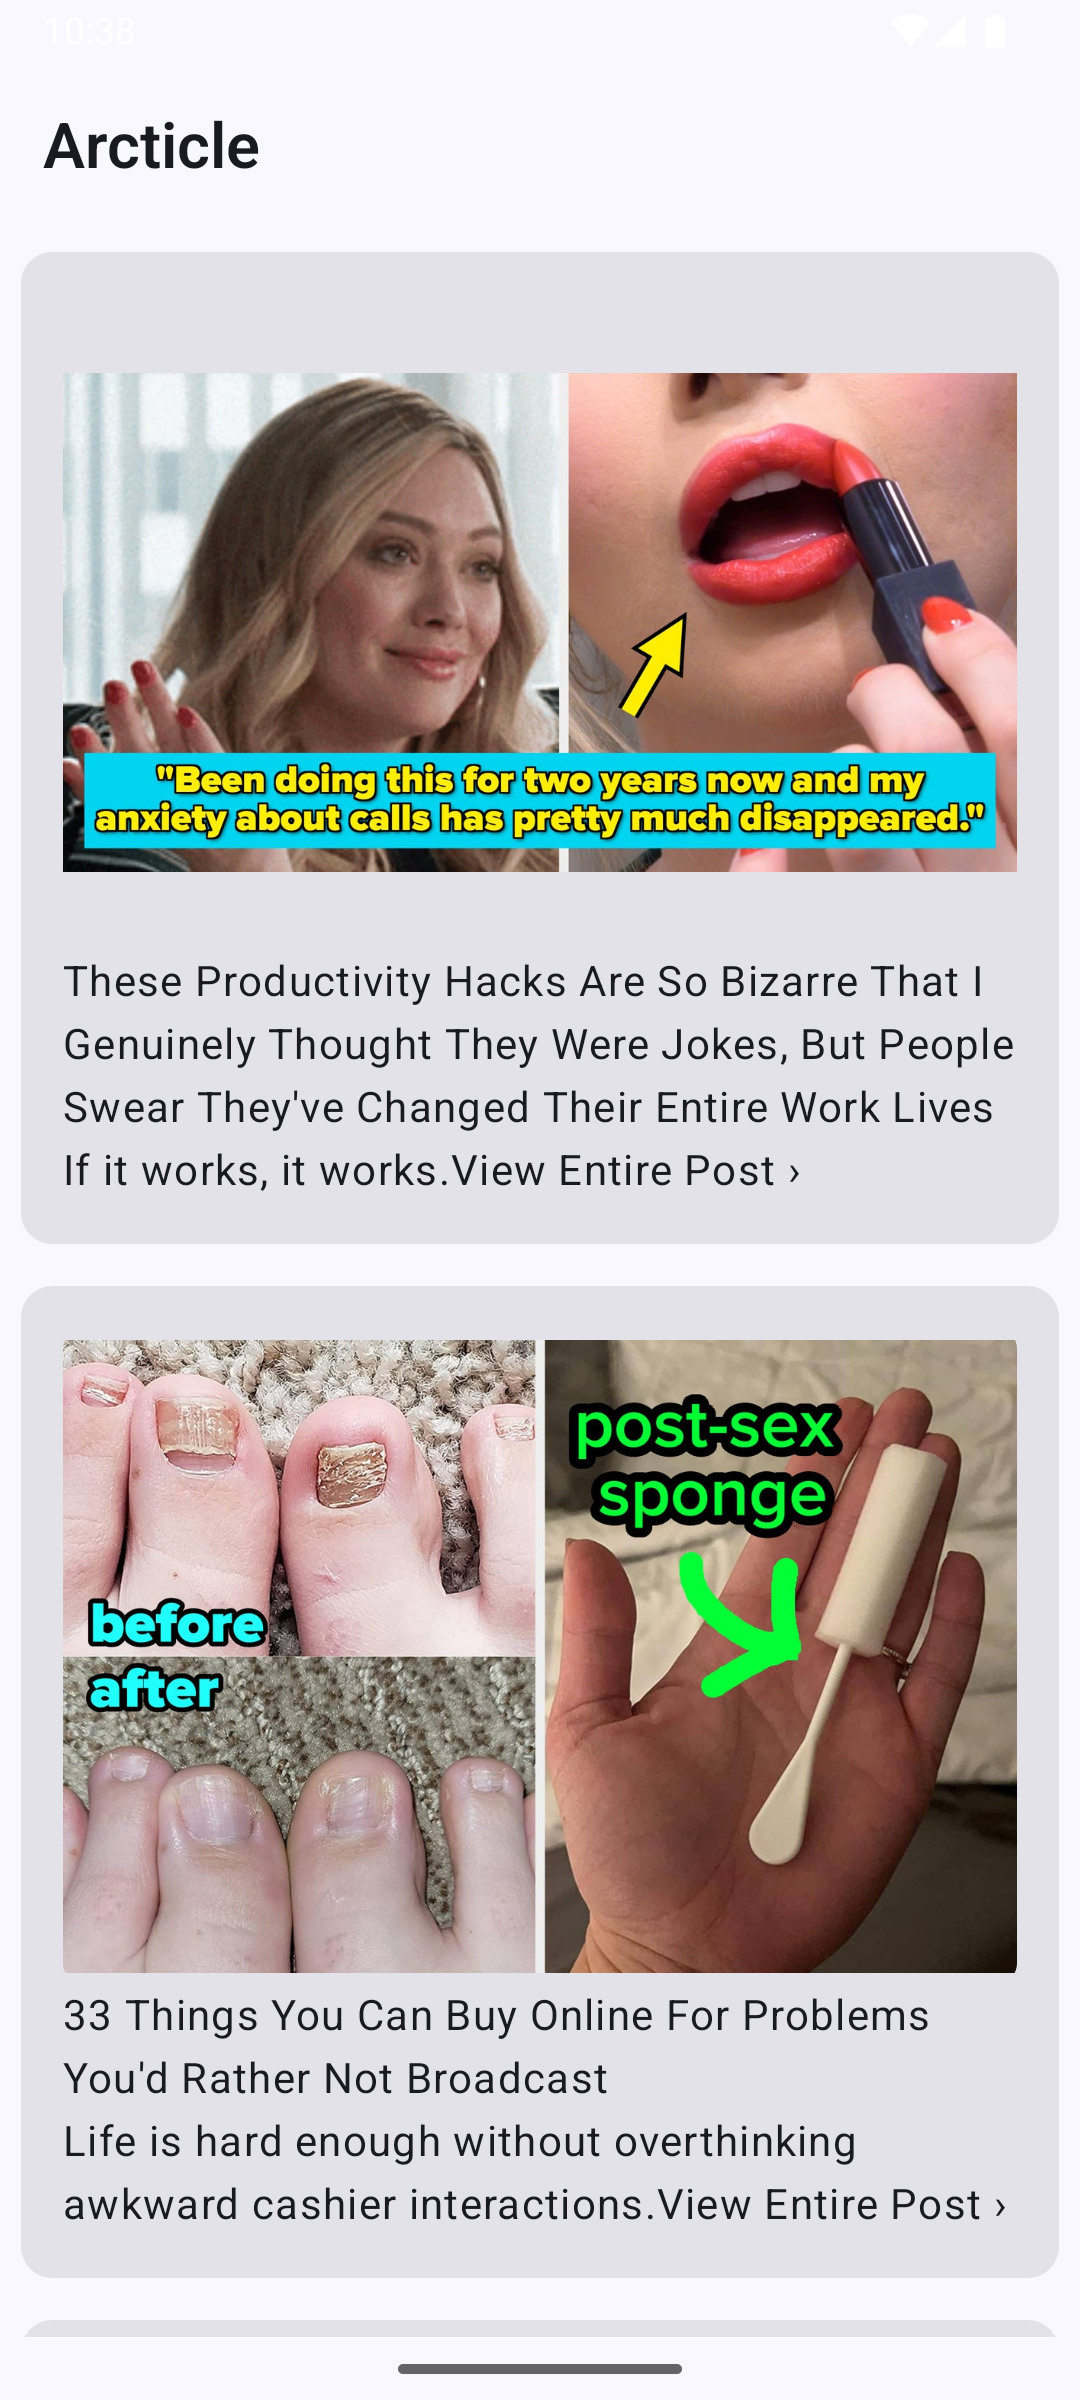 10:38
Arcticle
"Been doing this for two years now and my
anxiety about calls has pretty much disappeared."
These Productivity Hacks Are So Bizarre That I
Genuinely Thought They Were Jokes, But People
Swear They've Changed Their Entire Work Lives
If it works, it works.View Entire Post ›
before
after
post-sex
sponge
33 Things You Can Buy Online For Problems
You'd Rather Not Broadcast
Life is hard enough without overthinking
awkward cashier interactions.View Entire Post ›